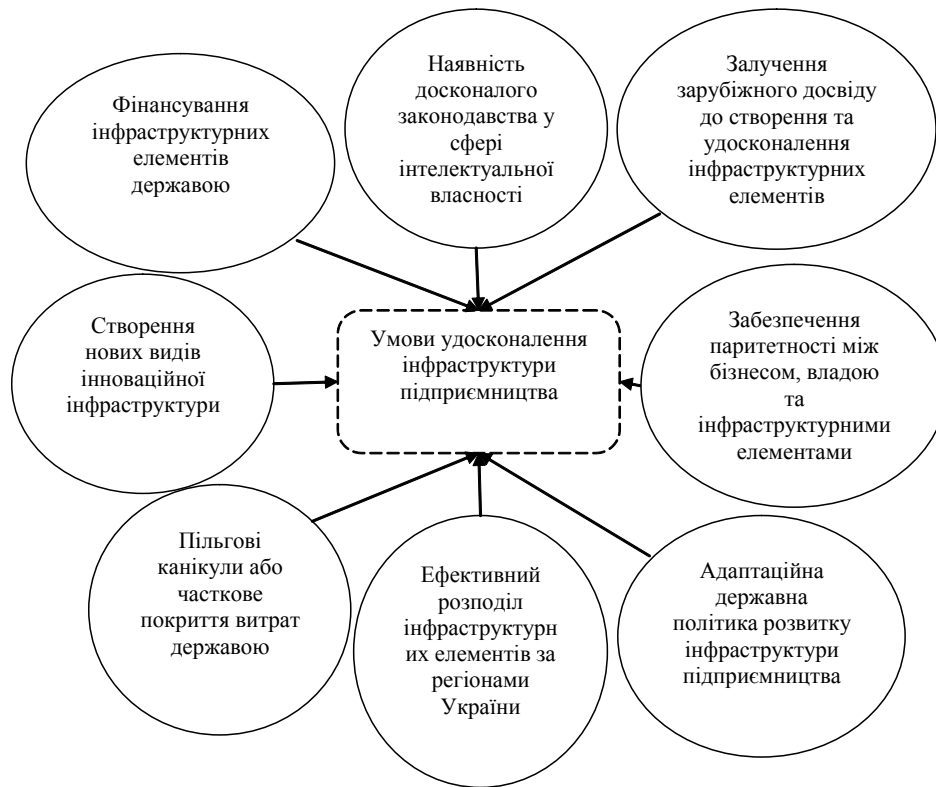 Фінансування
інфраструктурних
елементів
державою
Наявність
досконалого
законодавства у
сфері
інтелектуальної
власності
Залучення
зарубіжного досвіду
до створення та
удосконалення
інфраструктурних
елементів
Створення
нових видів
інноваційної
інфраструктури
Умови удосконалення
інфраструктури
підприємництва
Забезпечення
паритетності між
бізнесом, владою
та
інфраструктурними
елементами
Пільгові
канікули або
часткове
покриття витрат
державою
Ефективний
розподіл
інфраструктурн
их елементів за
регіонами
України
Адаптаційна
державна
політика розвитку
інфраструктури
підприємництва